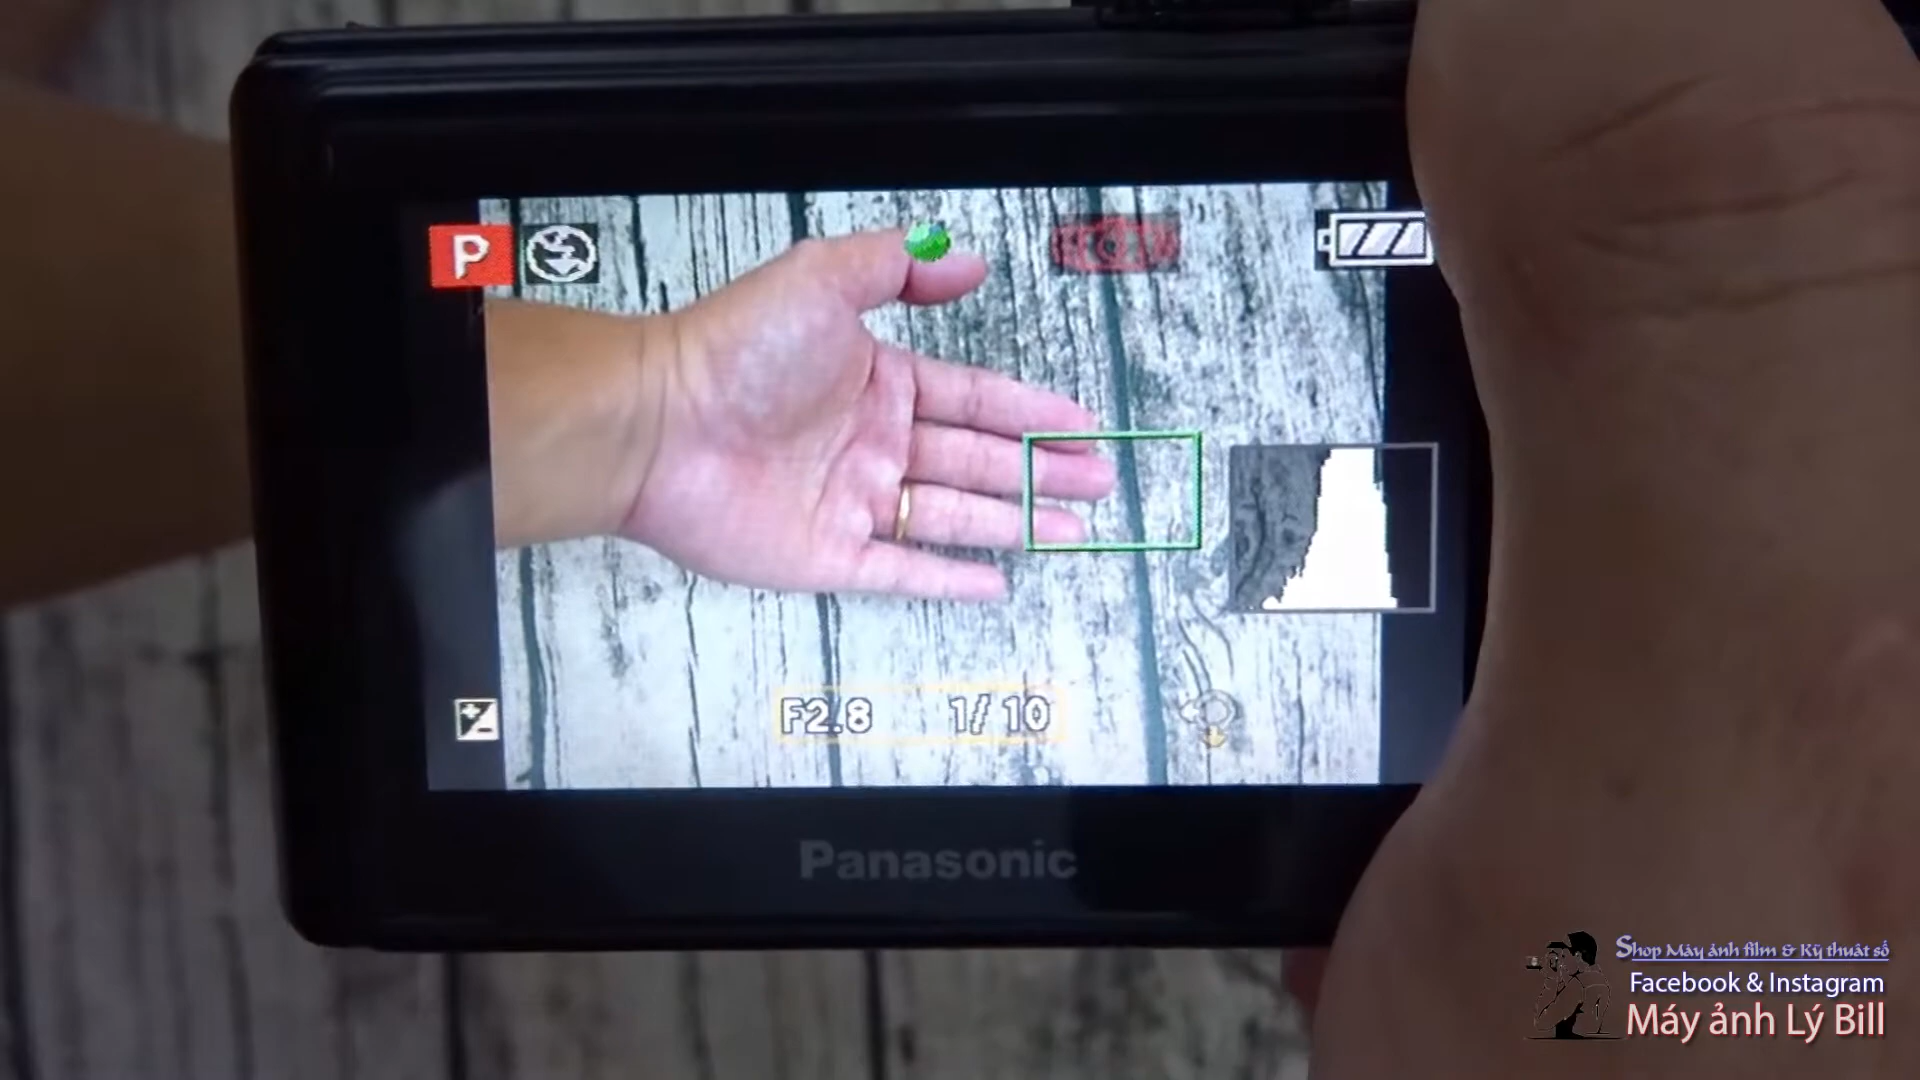 P
F2.8 1/10
Panasonic
Shop Máy ảnh film & Kỹ thuật số
Facebook & Instagram
Máy ảnh Lý Bill